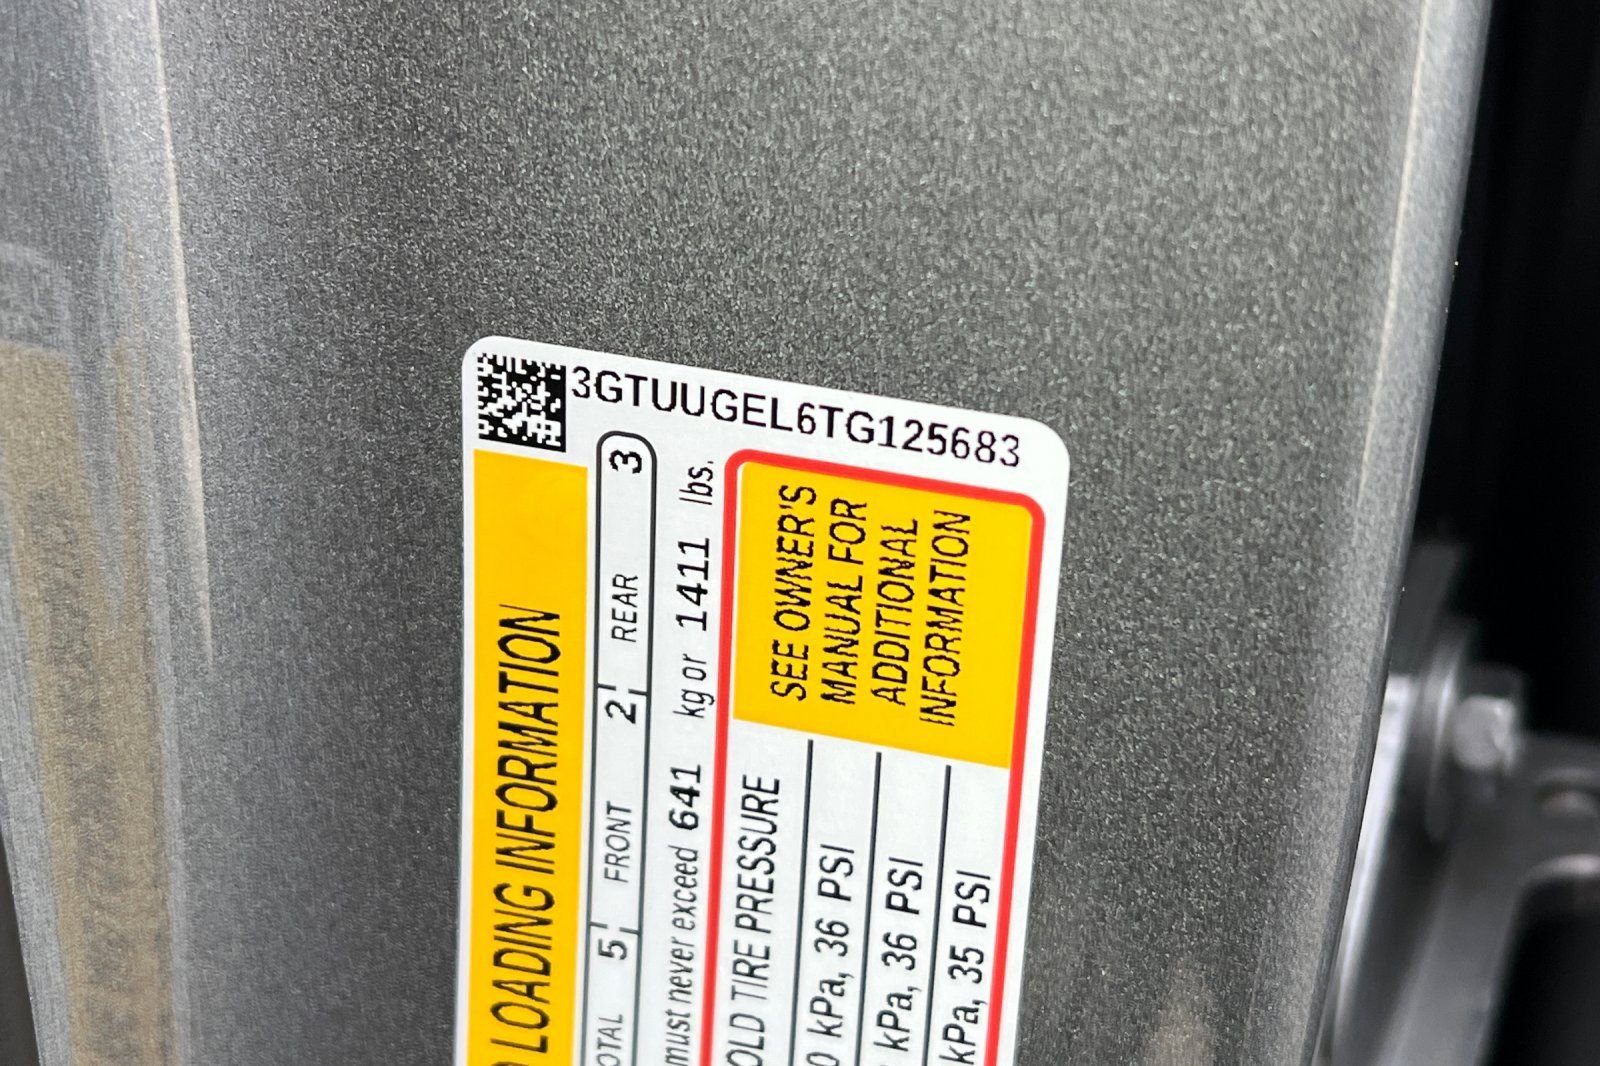 3GTUUGEL6TG125683
LOADING INFORMATION
5 FRONT 2 REAR 3
must never exceed 641 kg or 1411 lbs.
TIRE PRESSURE
SEE OWNER'S
MANUAL FOR
ADDITIONAL
INFORMATION
kPa, 36 PSI
kPa, 36 PSI
kPa, 35 PSI